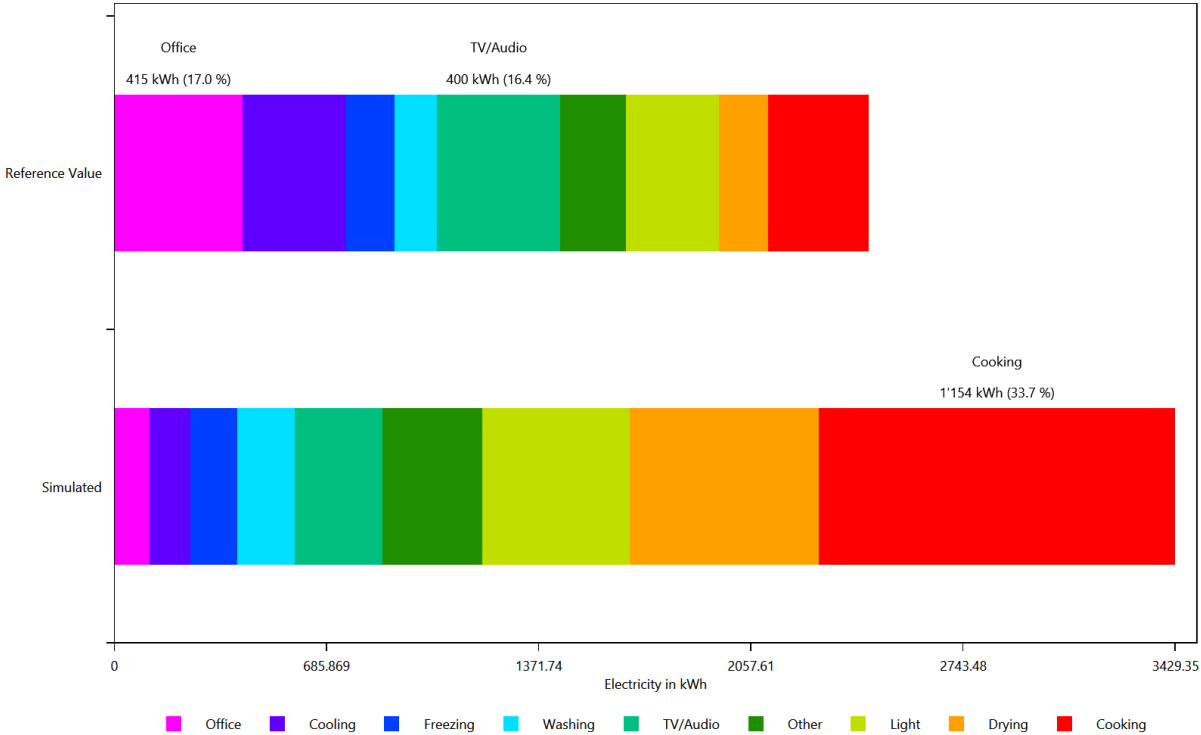 Office
TV/Audio
415 kWh (17.0 %)
400 kWh (16.4 %)
Reference Value
Cooking
1'154 kWh (33.7 %)
Simulated
0
685.869
1371.74
2057.61
2743.48
3429.35
Electricity in kWh
Office
Cooling
Freezing
Washing
TV/Audio
Other
Light
Drying
Cooking